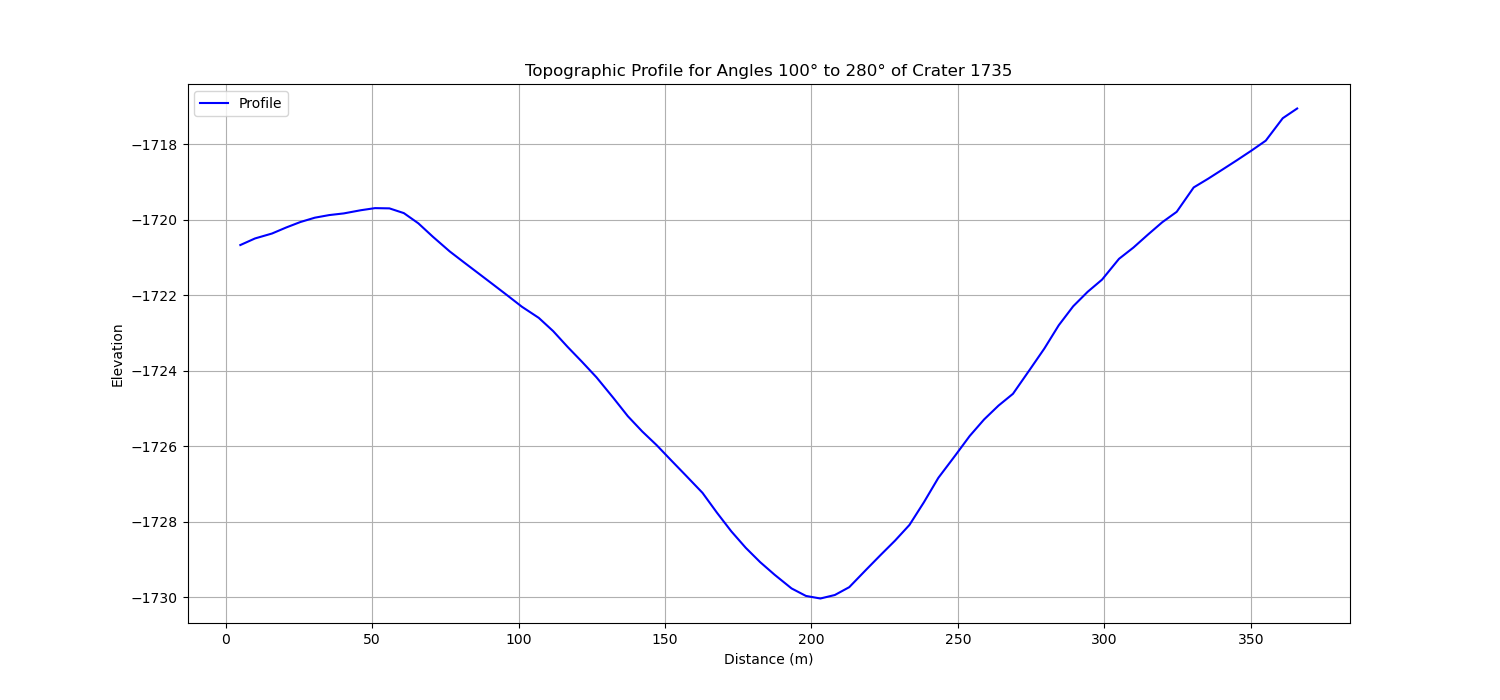 Topographic Profile for Angles 100° to 280° of Crater 1735
Profile
−1718
−1720
−1722
−1724
−1726
−1728
−1730
Elevation
0 50 100 150 200 250 300 350
Distance (m)